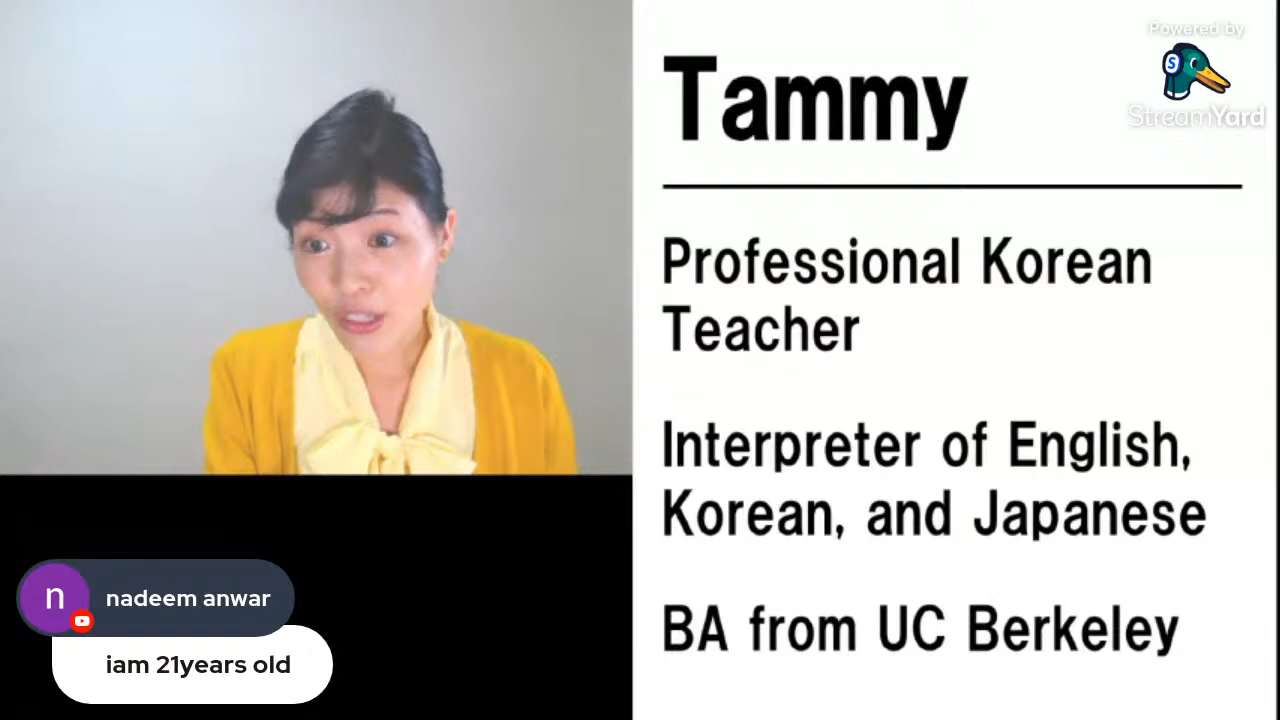 Tammy
Professional Korean
Teacher
Interpreter of English,
Korean, and Japanese
BA from UC Berkeley
Powered by
S
StreamYard
n
nadeem anwar
iam 21years old